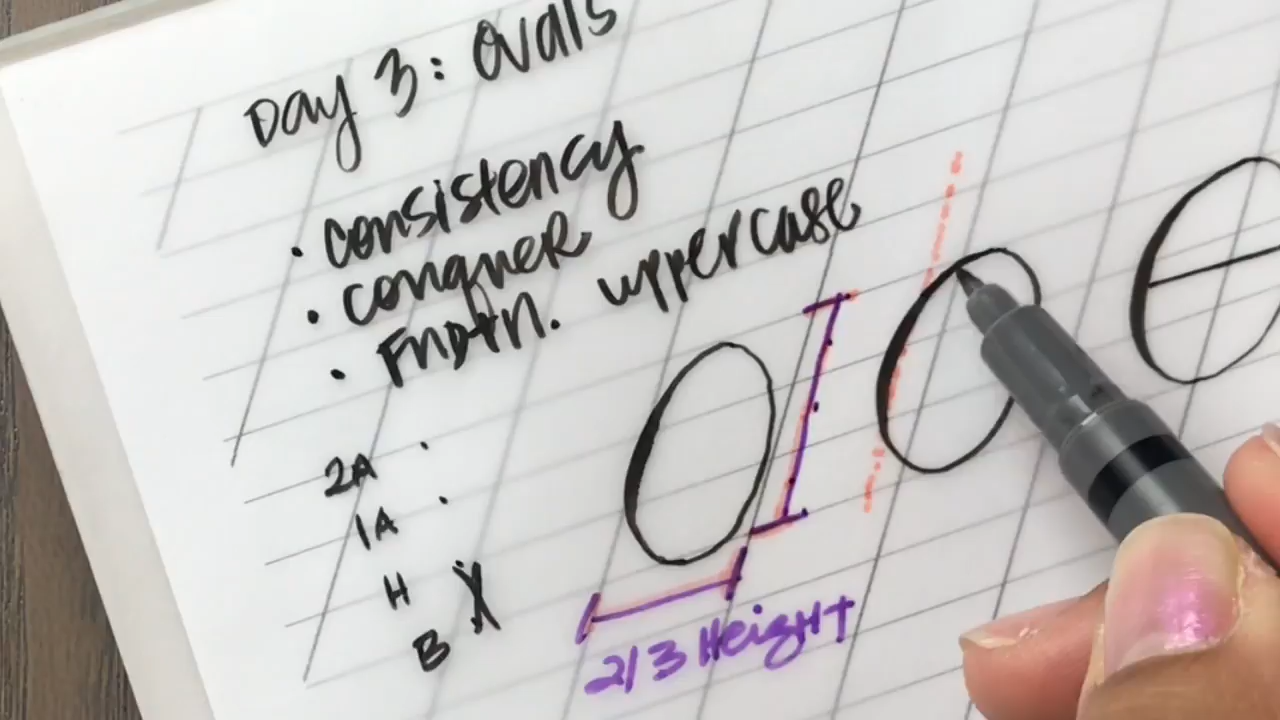 Day 3: Ovals
• consistency
• conquer
• Fndtn. uppercase
2A
1A
H
B X
2/3 Height